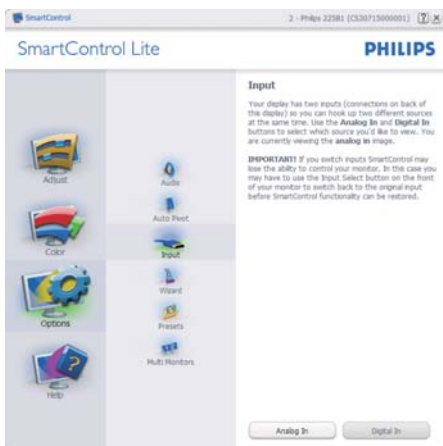 SmartControl
2 - Philips 225B1 (CS30715000001)
SmartControl Lite
PHILIPS
Adjust
Color
Options
Help
Audio
Auto Pivot
Input
Wizard
Presets
Multi Monitors
Input
Your display has two inputs (connections on back of
this display) so you can hook up two different sources
at the same time. Use the Analog In and Digital In
buttons to select which source you'd like to view. You
are currently viewing the analog in image.
IMPORTANT! If you switch inputs SmartControl may
lose the ability to control your monitor. In this case you
may have to use the Input Select button on the front
of your monitor to switch back to the original input
before SmartControl functionality can be restored.
Analog In
Digital In